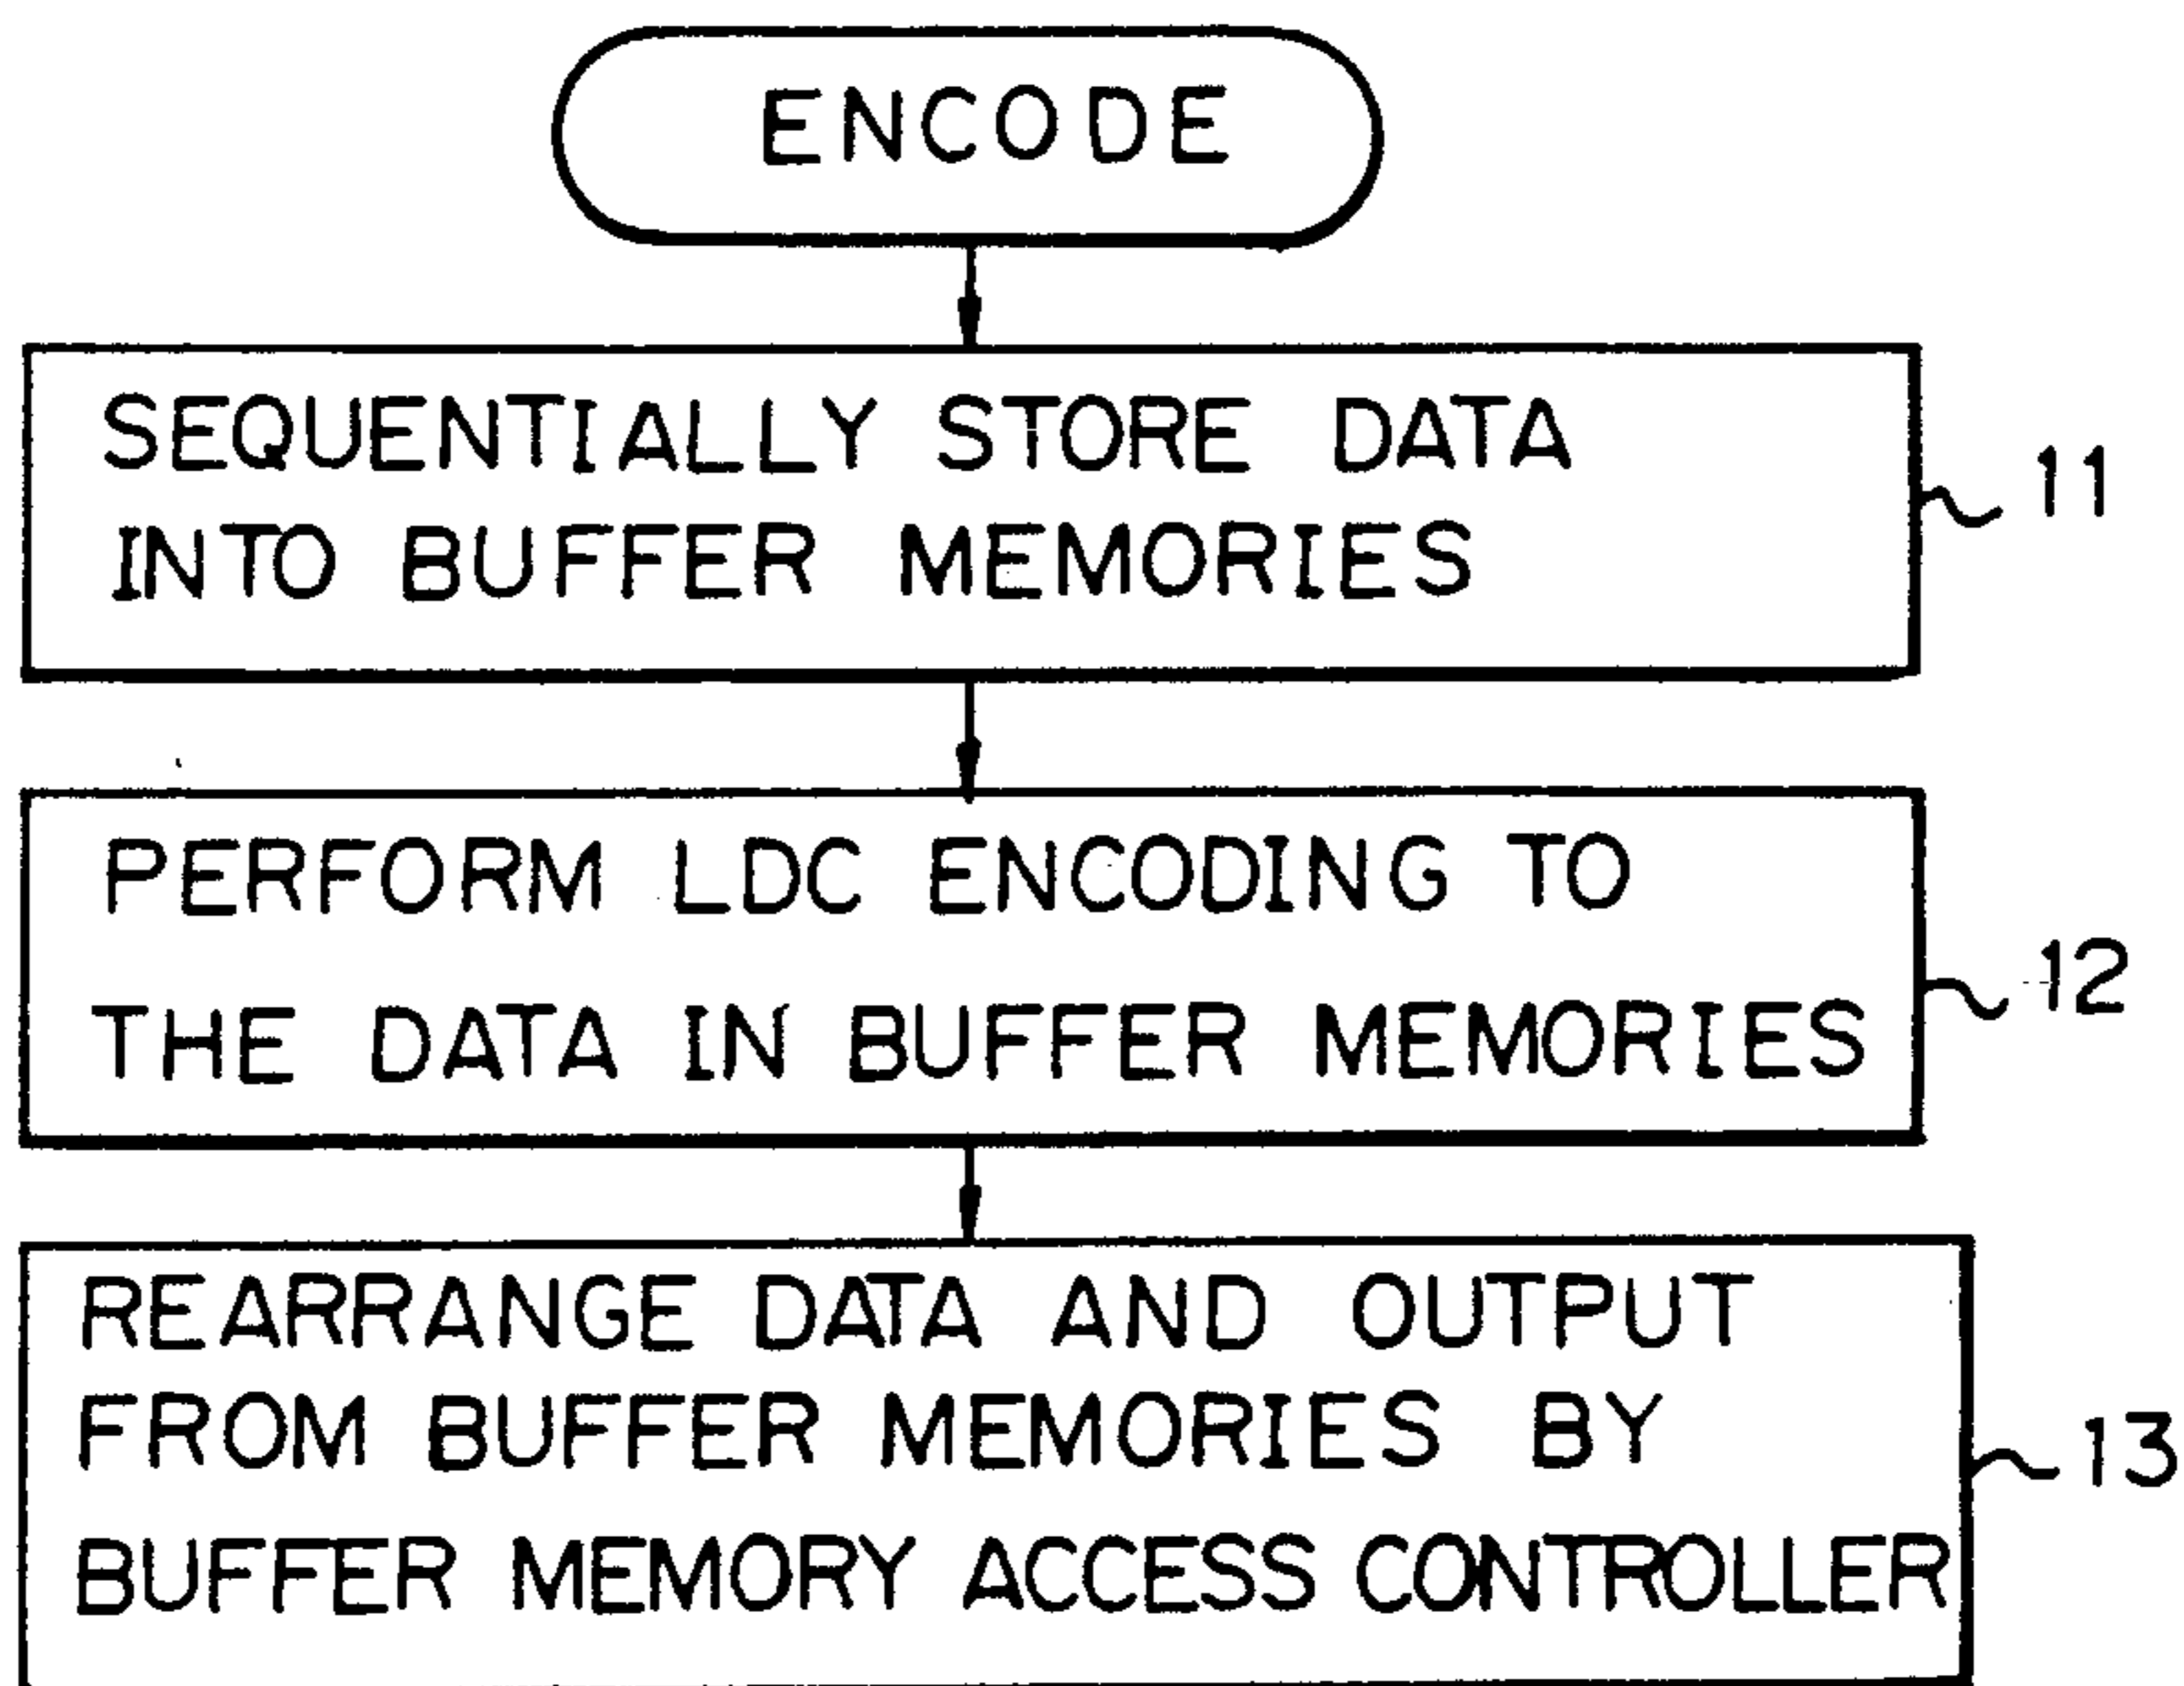 ENCODE
SEQUENTIALLY STORE DATA
INTO BUFFER MEMORIES
11
PERFORM LDC ENCODING TO
THE DATA IN BUFFER MEMORIES
12
REARRANGE DATA AND OUTPUT
FROM BUFFER MEMORIES BY
BUFFER MEMORY ACCESS CONTROLLER
13